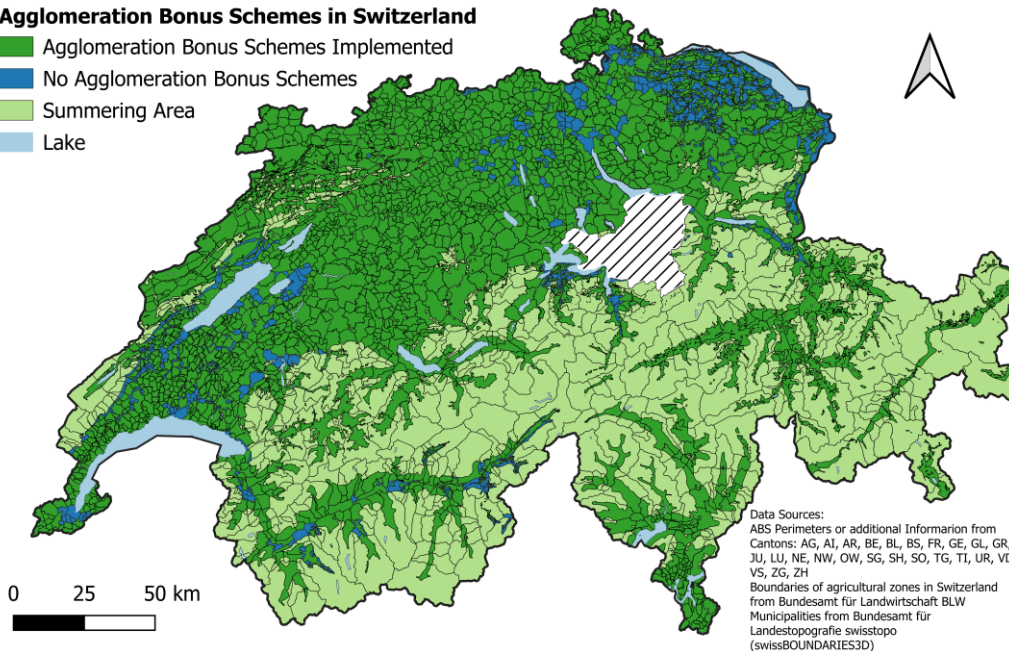 Agglomeration Bonus Schemes in Switzerland
Agglomeration Bonus Schemes Implemented
No Agglomeration Bonus Schemes
Summering Area
Lake
0 25 50 km
Data Sources:
ABS Perimeters or additional Informarion from
Cantons: AG, AI, AR, BE, BL, BS, FR, GE, GL, GR,
JU, LU, NE, NW, OW, SG, SH, SO, TG, TI, UR, VD,
VS, ZG, ZH
Boundaries of agricultural zones in Switzerland
from Bundesamt für Landwirtschaft BLW
Municipalities from Bundesamt für
Landestopografie swisstopo
(swissBOUNDARIES3D)